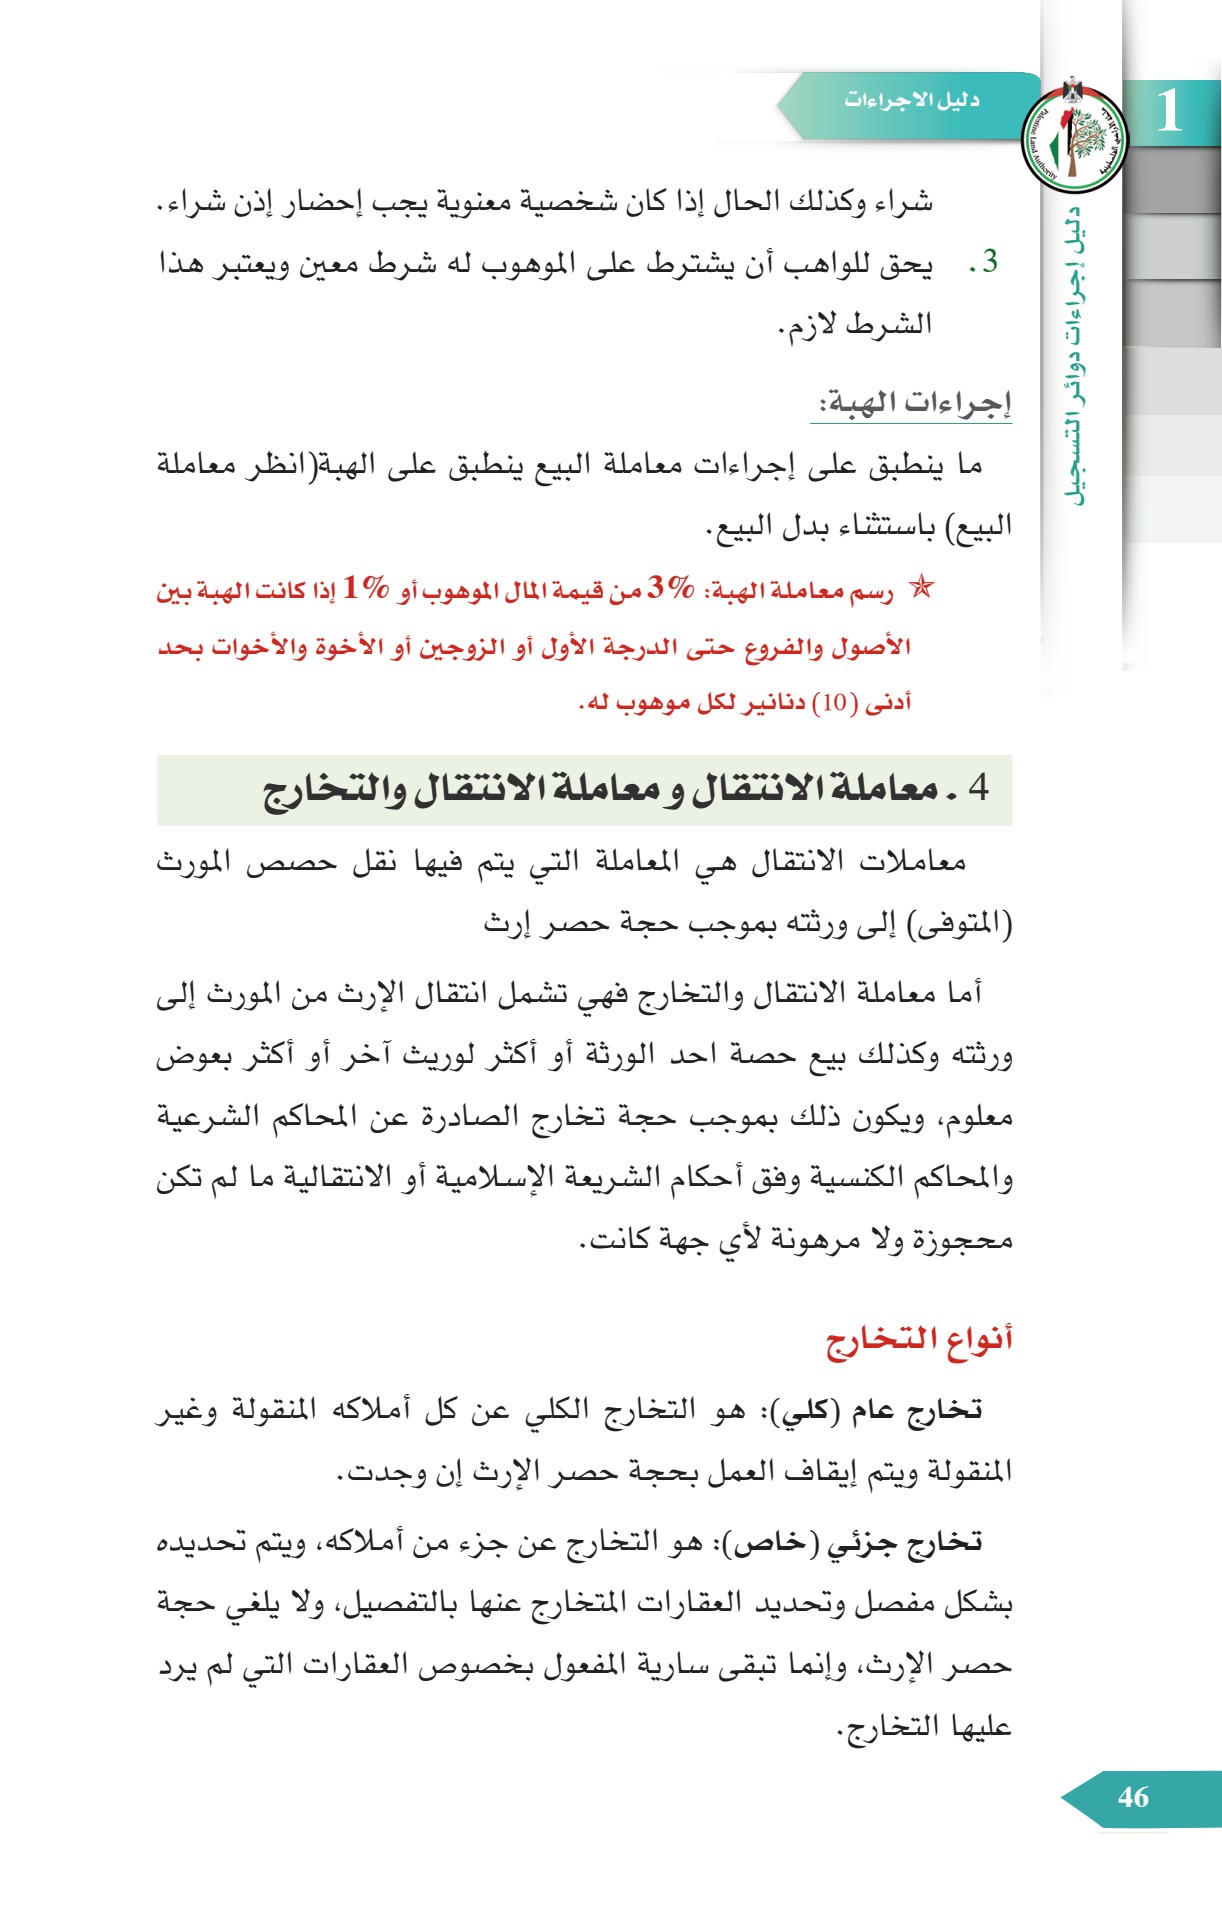 دليل الاجراءات
1
Palestine Land Authority
دليل إجراءات دوائر التسجيل
شراء وكذلك الحال إذا كان شخصية معنوية يجب إحضار إذن شراء.
3. يحق للواهب أن يشترط على الموهوب له شرط معين ويعتبر هذا
الشرط لازم.
إجراءات الهبة:
ما ينطبق على إجراءات معاملة البيع ينطبق على الهبة(انظر معاملة
البيع) باستثناء بدل البيع.
✯ رسم معاملة الهبة: 3% من قيمة المال الموهوب أو 1% إذا كانت الهبة بين
الأصول والفروع حتى الدرجة الأول أو الزوجين أو الأخوة والأخوات بحد
أدنى (10) دنانير لكل موهوب له.
4 . معاملة الانتقال و معاملة الانتقال والتخارج
معاملات الانتقال هي المعاملة التي يتم فيها نقل حصص المورث
(المتوفى) إلى ورثته بموجب حجة حصر إرث
أما معاملة الانتقال والتخارج فهي تشمل انتقال الإرث من المورث إلى
ورثته وكذلك بيع حصة احد الورثة أو أكثر لوريث آخر أو أكثر بعوض
معلوم، ويكون ذلك بموجب حجة تخارج الصادرة عن المحاكم الشرعية
والمحاكم الكنسية وفق أحكام الشريعة الإسلامية أو الانتقالية ما لم تكن
محجوزة ولا مرهونة لأي جهة كانت.
أنواع التخارج
تخارج عام (كلي): هو التخارج الكلي عن كل أملاكه المنقولة وغير
المنقولة ويتم إيقاف العمل بحجة حصر الإرث إن وجدت.
تخارج جزئي (خاص): هو التخارج عن جزء من أملاكه، ويتم تحديده
بشكل مفصل وتحديد العقارات المتخارج عنها بالتفصيل، ولا يلغي حجة
حصر الإرث، وإنما تبقى سارية المفعول بخصوص العقارات التي لم يرد
عليها التخارج.
46